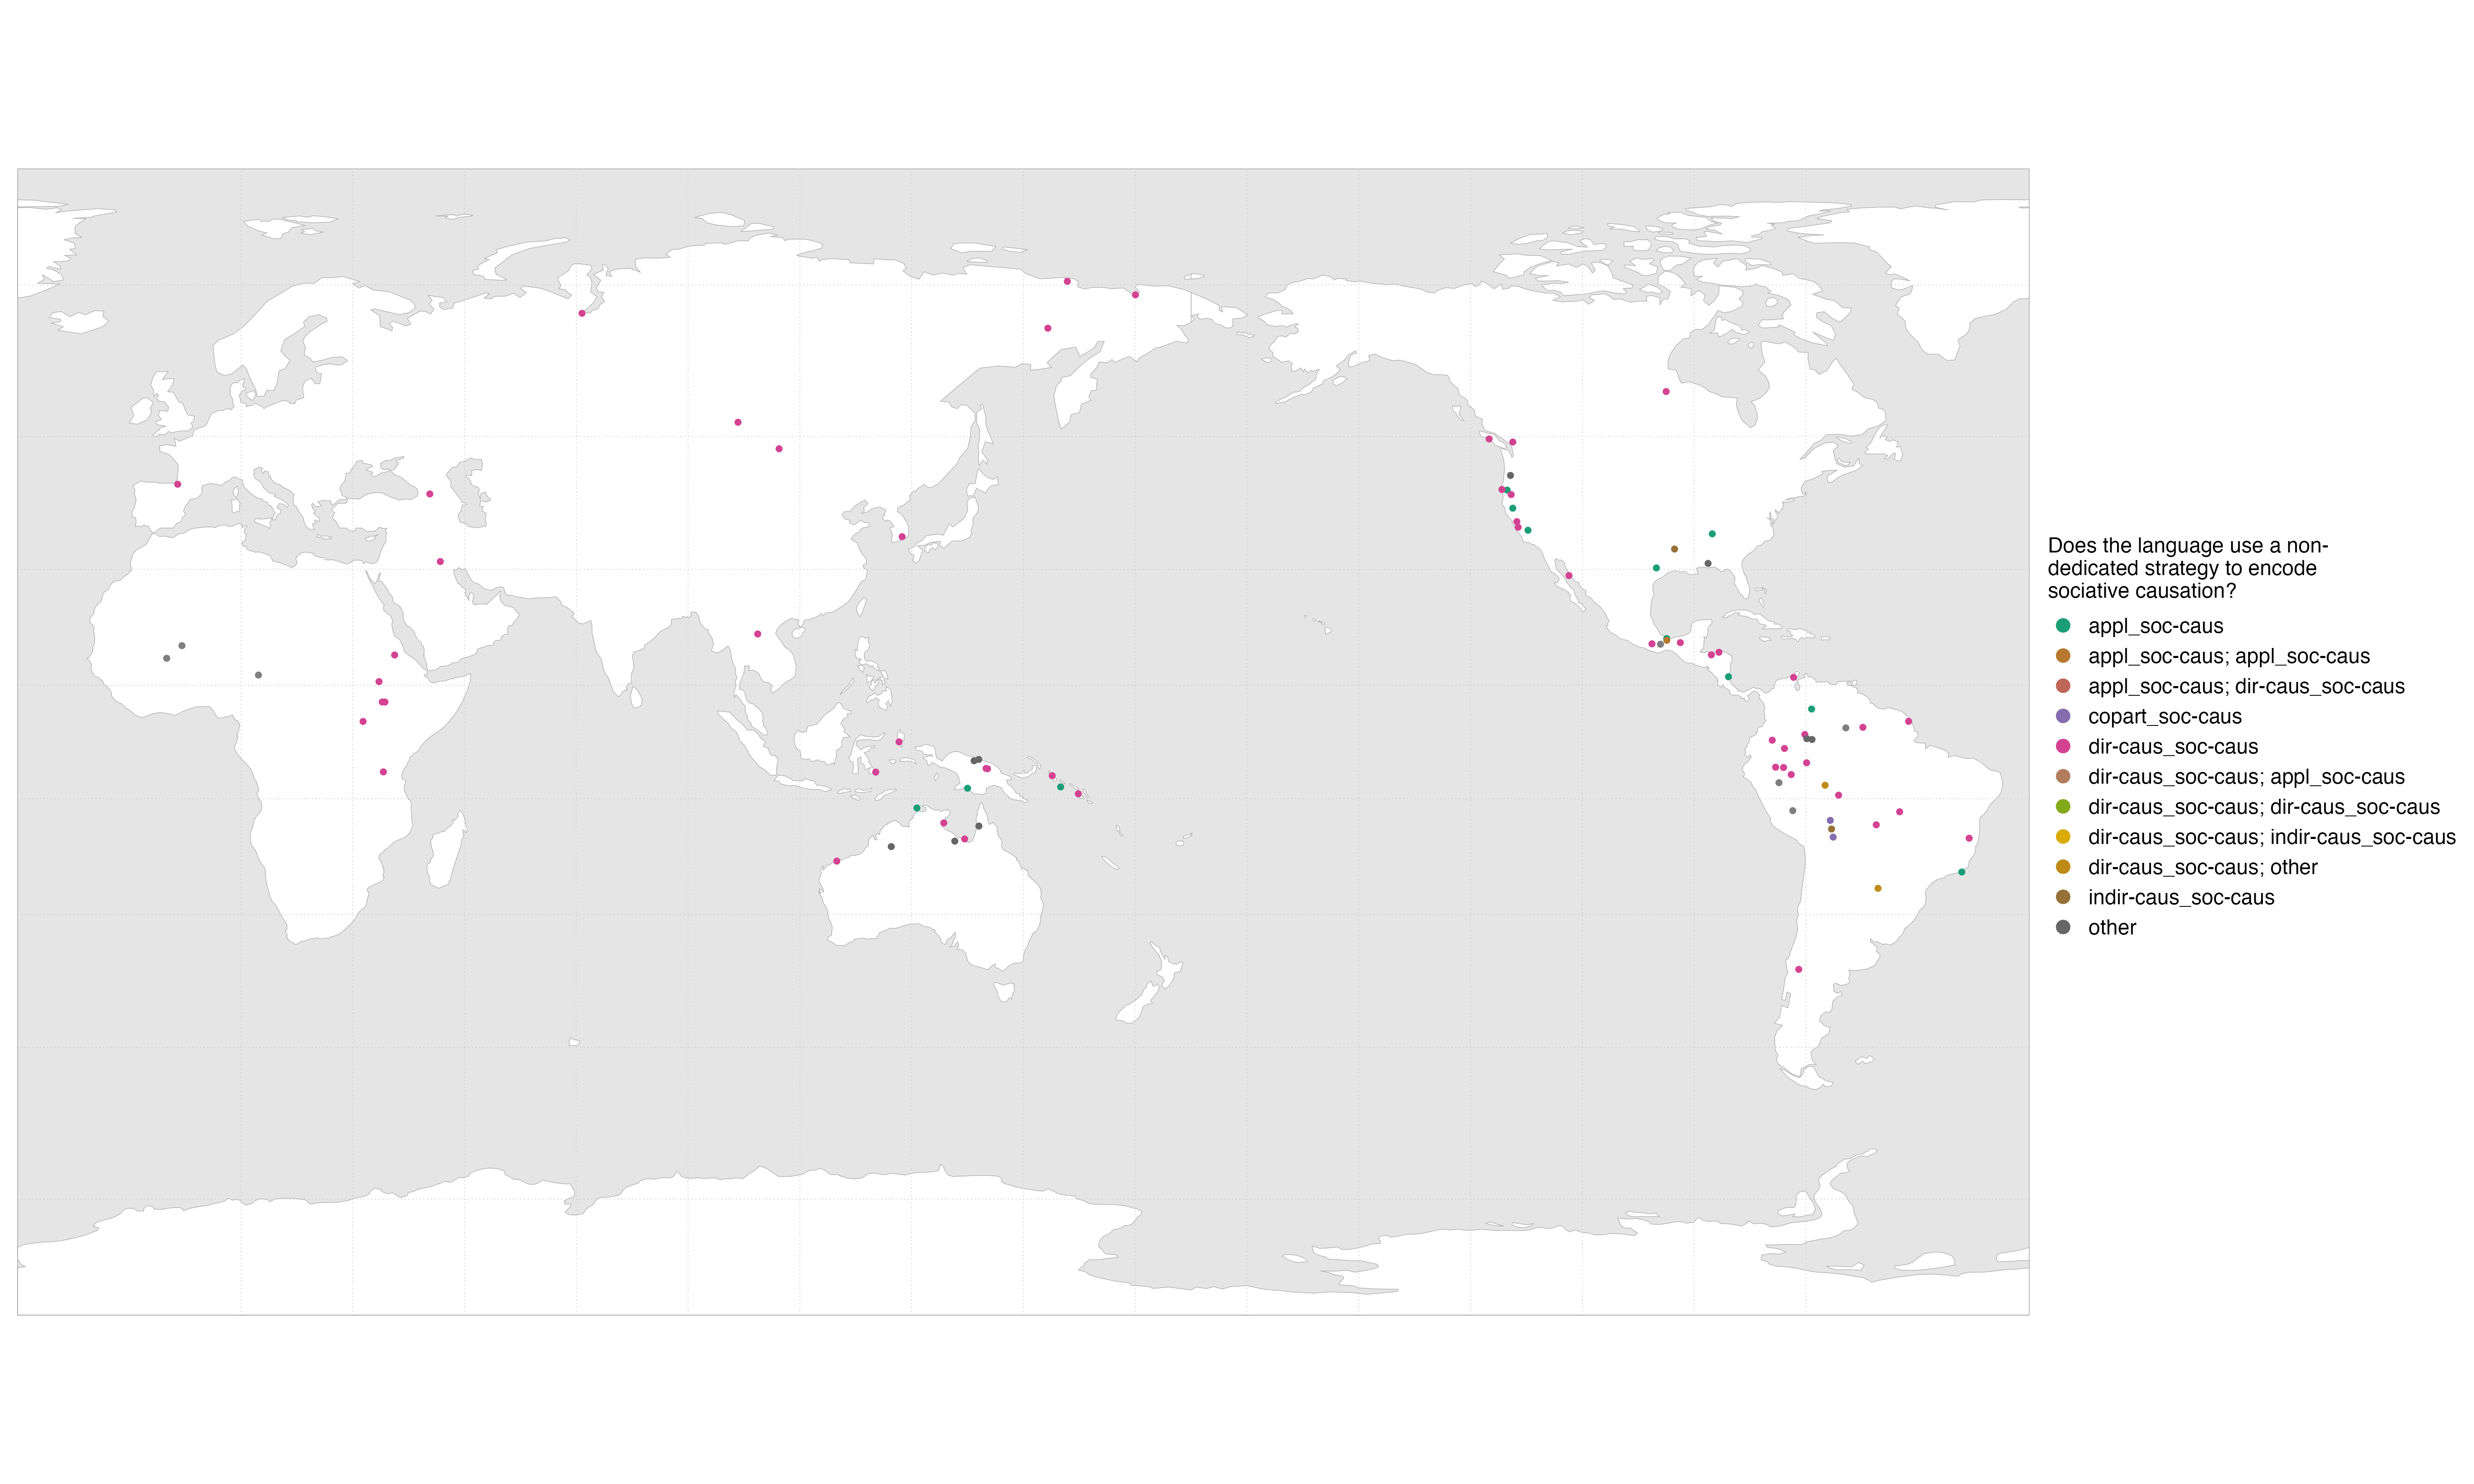 Does the language use a non-
dedicated strategy to encode
sociative causation?
appl_soc-caus
appl_soc-caus; appl_soc-caus
appl_soc-caus; dir-caus_soc-caus
copart_soc-caus
dir-caus_soc-caus
dir-caus_soc-caus; appl_soc-caus
dir-caus_soc-caus; dir-caus_soc-caus
dir-caus_soc-caus; indir-caus_soc-caus
dir-caus_soc-caus; other
indir-caus_soc-caus
other